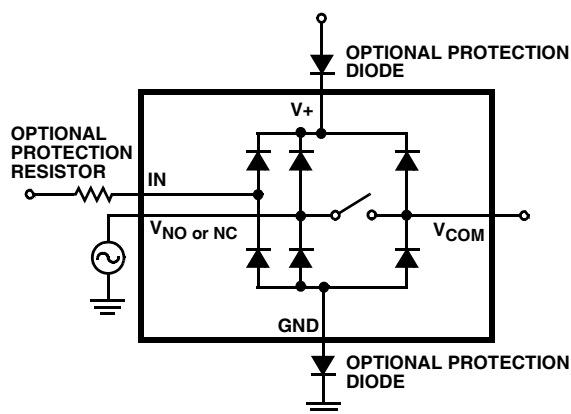 OPTIONAL PROTECTION
DIODE
V+
OPTIONAL
PROTECTION
RESISTOR
IN
VNO or NC
VCOM
GND
OPTIONAL PROTECTION
DIODE